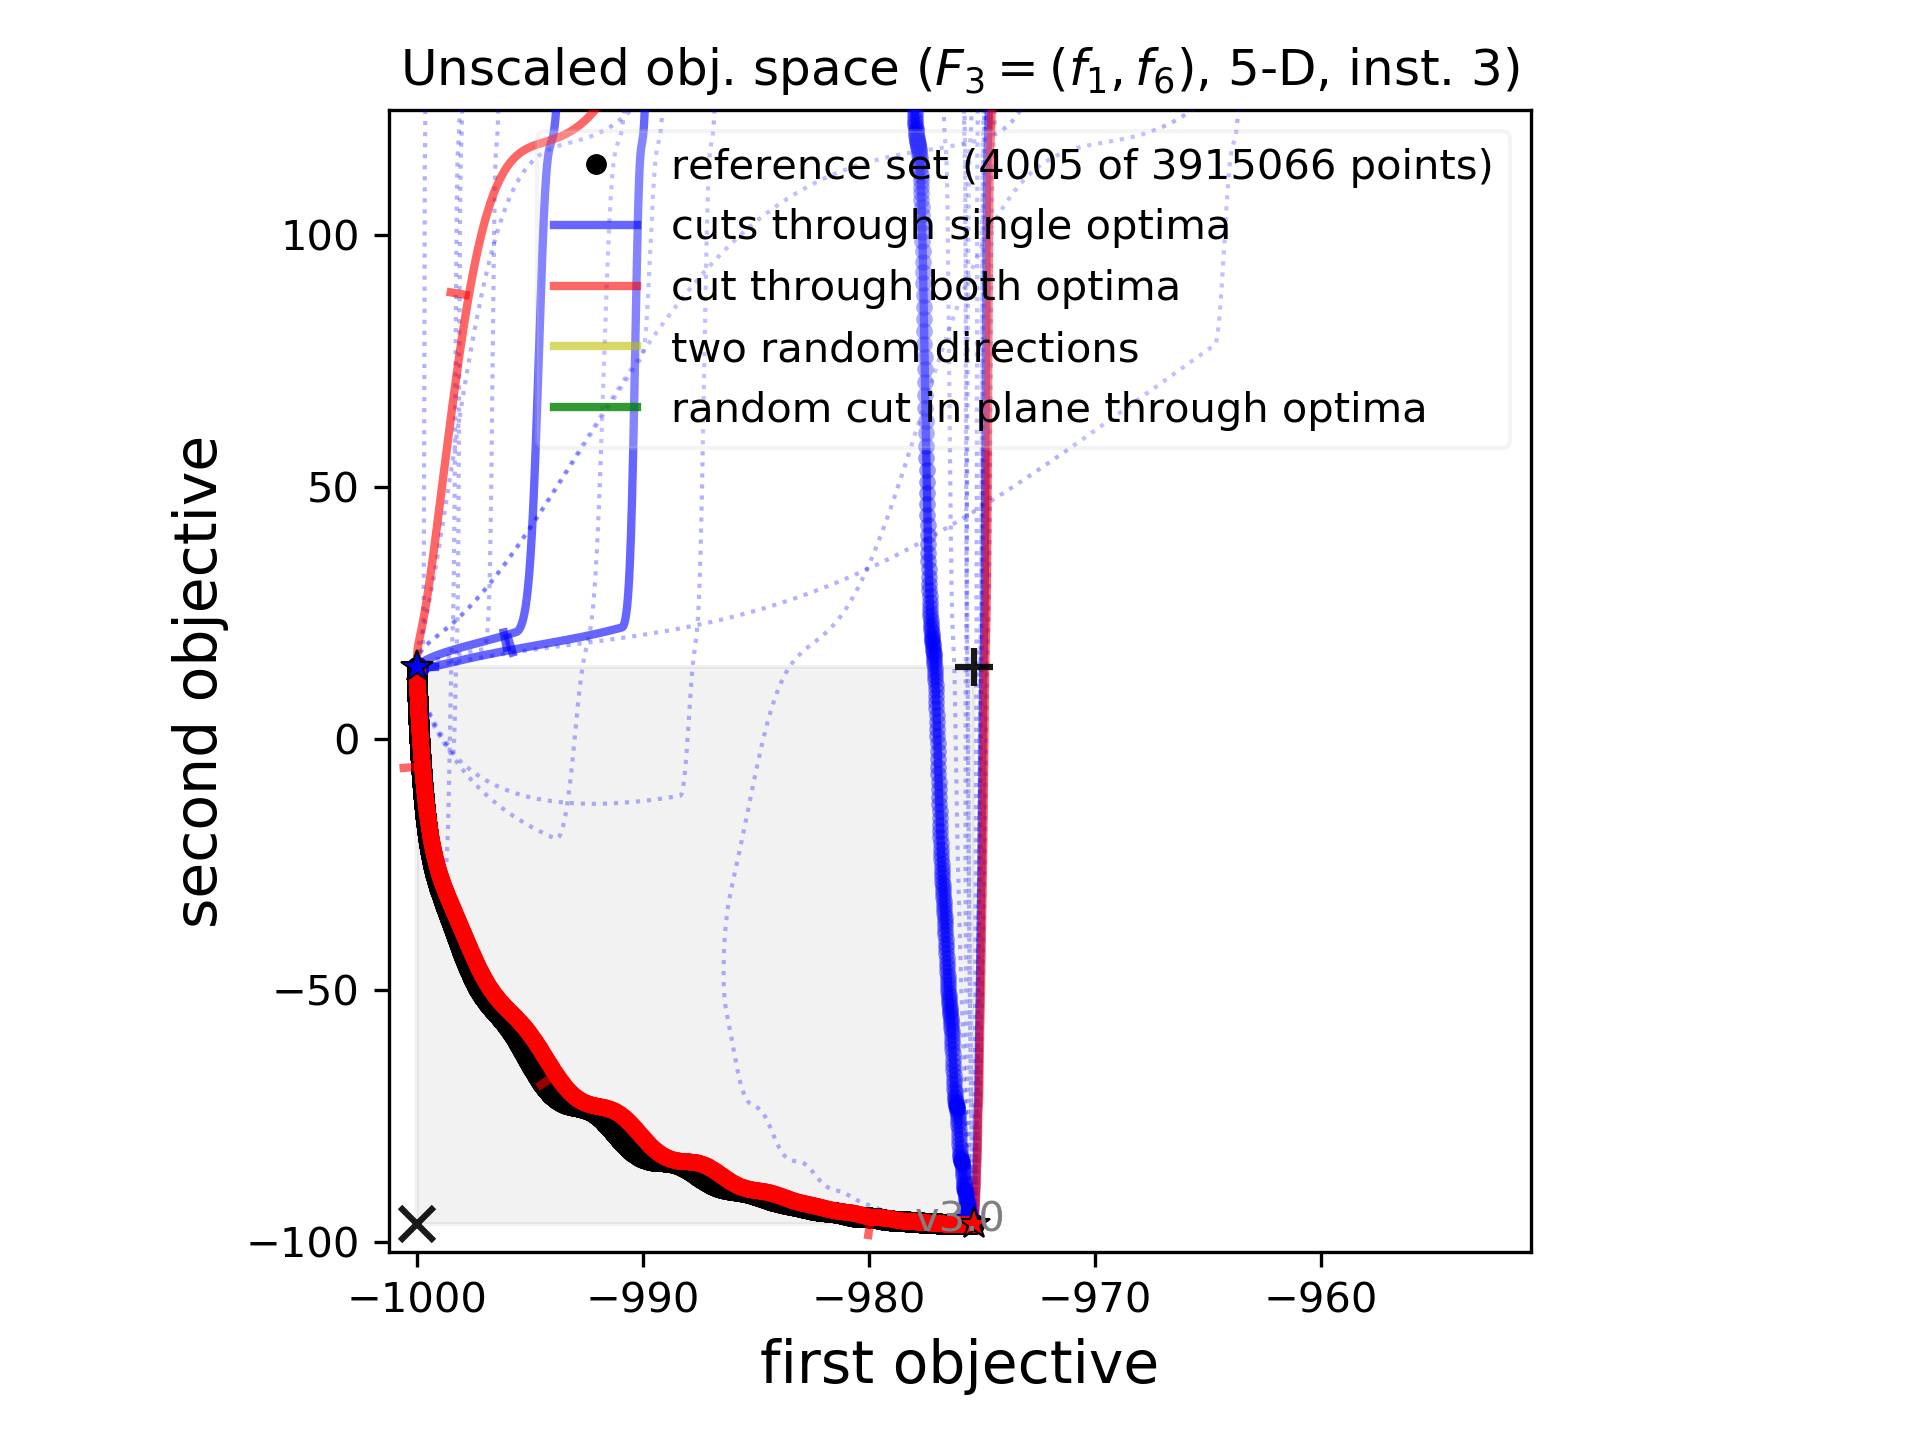 Unscaled obj. space (F₃ = (f₁, f₆), 5-D, inst. 3)
reference set (4005 of 3915066 points)
cuts through single optima
cut through both optima
two random directions
random cut in plane through optima
100
50
0
−50
−100
second objective
v3.0
−1000
−990
−980
−970
−960
first objective